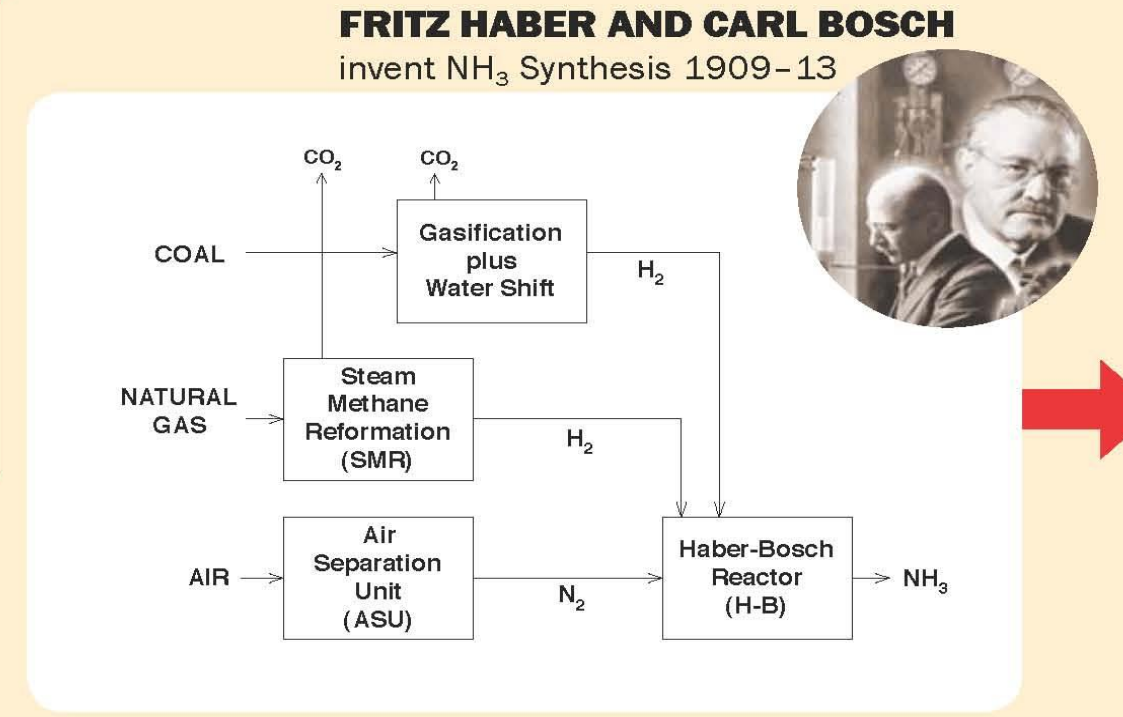 FRITZ HABER AND CARL BOSCH
invent NH₃ Synthesis 1909–13
CO₂
CO₂
COAL
Gasification
plus
Water Shift
H₂
NATURAL
GAS
Steam
Methane
Reformation
(SMR)
H₂
AIR
Air
Separation
Unit
(ASU)
N₂
Haber-Bosch
Reactor
(H-B)
NH₃